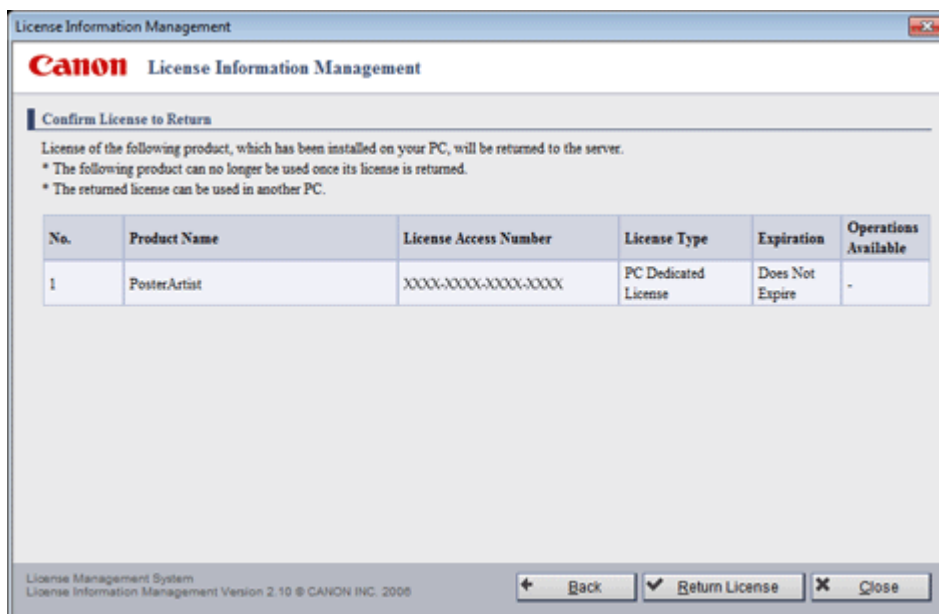 License Information Management
Canon License Information Management
Confirm License to Return
License of the following product, which has been installed on your PC, will be returned to the server.
* The following product can no longer be used once its license is returned.
* The returned license can be used in another PC.
No. Product Name License Access Number License Type Expiration Operations Available
1 PosterArtist XXXX-XXXX-XXXX-XXXX PC Dedicated License Does Not Expire -
License Management System
License Information Management Version 2.10 © CANON INC. 2006
Back Return License Close